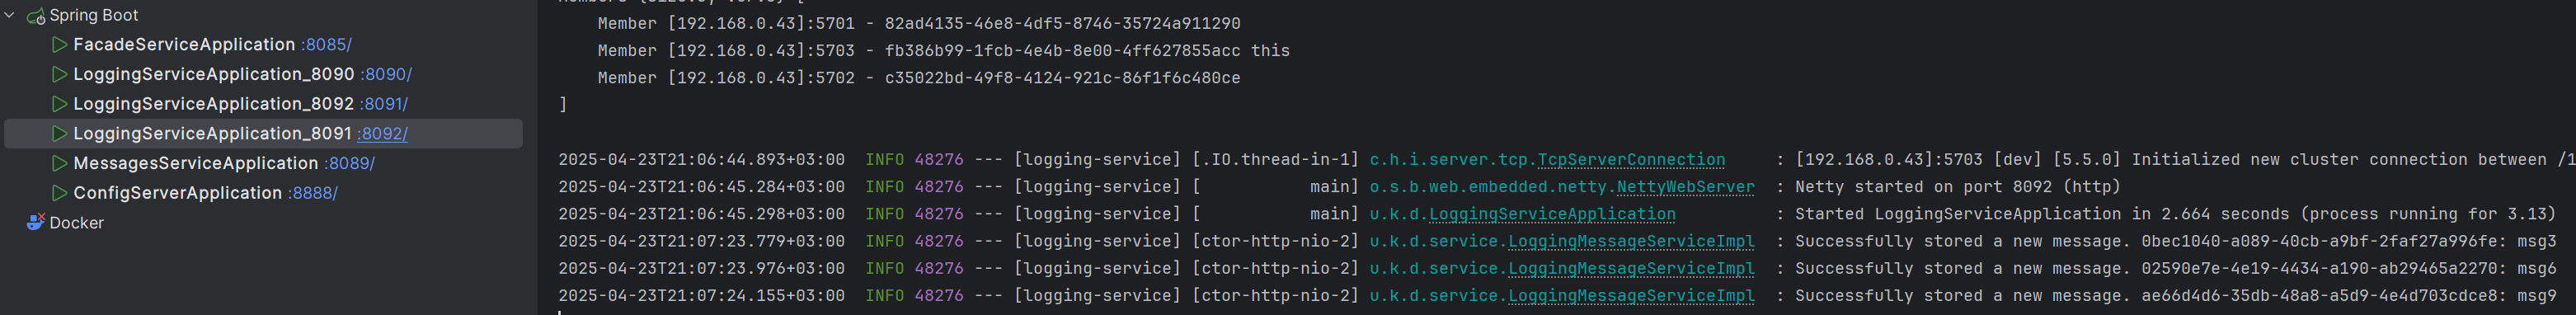 Spring Boot
FacadeServiceApplication :8085/
LoggingServiceApplication_8090 :8090/
LoggingServiceApplication_8092 :8091/
LoggingServiceApplication_8091 :8092/
MessagesServiceApplication :8089/
ConfigServerApplication :8888/
Docker
Member [192.168.0.43]:5701 - 82ad4135-46e8-4df5-8746-35724a911290
Member [192.168.0.43]:5703 - fb386b99-1fcb-4e4b-8e00-4ff627855acc this
Member [192.168.0.43]:5702 - c35022bd-49f8-4124-921c-86f1f6c480ce
]
2025-04-23T21:06:44.893+03:00  INFO 48276 --- [logging-service] [.IO.thread-in-1] c.h.i.server.tcp.TcpServerConnection     : [192.168.0.43]:5703 [dev] [5.5.0] Initialized new cluster connection between /1
2025-04-23T21:06:45.284+03:00  INFO 48276 --- [logging-service] [           main] o.s.b.web.embedded.netty.NettyWebServer  : Netty started on port 8092 (http)
2025-04-23T21:06:45.298+03:00  INFO 48276 --- [logging-service] [           main] u.k.d.LoggingServiceApplication          : Started LoggingServiceApplication in 2.664 seconds (process running for 3.13)
2025-04-23T21:07:23.779+03:00  INFO 48276 --- [logging-service] [ctor-http-nio-2] u.k.d.service.LoggingMessageServiceImpl  : Successfully stored a new message. 0bec1040-a089-40cb-a9bf-2faf27a996fe: msg3
2025-04-23T21:07:23.976+03:00  INFO 48276 --- [logging-service] [ctor-http-nio-2] u.k.d.service.LoggingMessageServiceImpl  : Successfully stored a new message. 02590e7e-4e19-4434-a190-ab29465a2270: msg6
2025-04-23T21:07:24.155+03:00  INFO 48276 --- [logging-service] [ctor-http-nio-2] u.k.d.service.LoggingMessageServiceImpl  : Successfully stored a new message. ae66d4d6-35db-48a8-a5d9-4e4d703cdce8: msg9